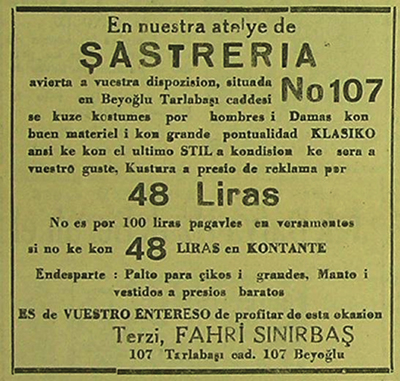 En nuestra atelye de
ŞASTRERIA
avierta a vuestra dispozision, situada
en Beyoğlu Tarlabaşı caddesi No 107
se kuze kostumes por hombres i Damas kon
buen materiel i kon grande pontualidad KLASIKO
ansi ke kon el ultimo STIL a kondision ke sera a
vuestro guste, Kustura a presio de reklama por
48 Liras
No es por 100 liras pagavles en versamentos
si no ke kon 48 LIRAS en KONTANTE
Endesparte : Palto para çikos i grandes, Manto i
vestidos a presios baratos
ES de VUESTRO ENTERESO de profitar de esta okazion
Terzi, FAHRİ SINIRBAŞ
107 Tarlabaşı cad. 107 Beyoğlu